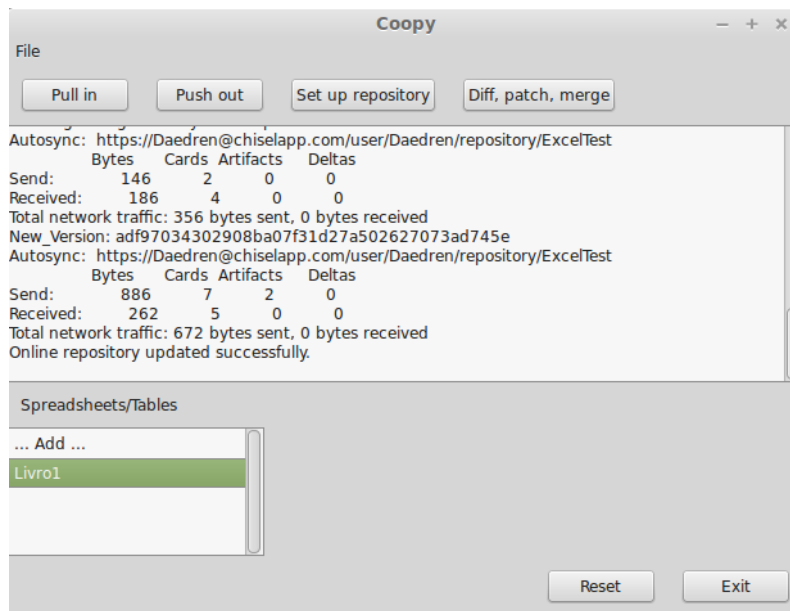 Coopy
File
Pull in Push out Set up repository Diff, patch, merge
Autosync: https://Daedren@chiselapp.com/user/Daedren/repository/ExcelTest
Bytes Cards Artifacts Deltas
Send: 146 2 0 0
Received: 186 4 0 0
Total network traffic: 356 bytes sent, 0 bytes received
New_Version: adf97034302908ba07f31d27a502627073ad745e
Autosync: https://Daedren@chiselapp.com/user/Daedren/repository/ExcelTest
Bytes Cards Artifacts Deltas
Send: 886 7 2 0
Received: 262 5 0 0
Total network traffic: 672 bytes sent, 0 bytes received
Online repository updated successfully.
Spreadsheets/Tables
... Add ...
Livro1
Reset Exit